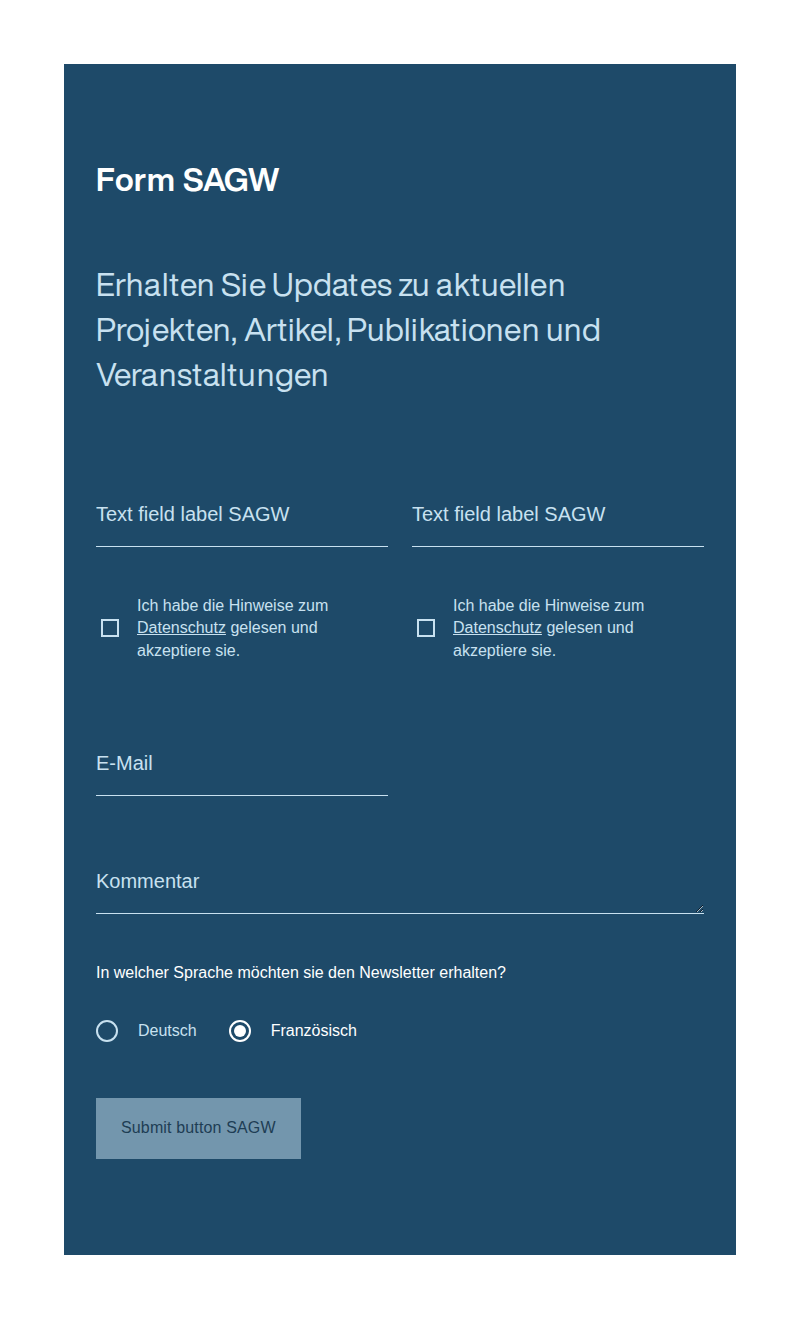 Form SAGW
Erhalten Sie Updates zu aktuellen
Projekten, Artikel, Publikationen und
Veranstaltungen
Text field label SAGW
Text field label SAGW
Ich habe die Hinweise zum
Datenschutz gelesen und
akzeptiere sie.
Ich habe die Hinweise zum
Datenschutz gelesen und
akzeptiere sie.
E-Mail
Kommentar
In welcher Sprache möchten sie den Newsletter erhalten?
Deutsch
Französisch
Submit button SAGW